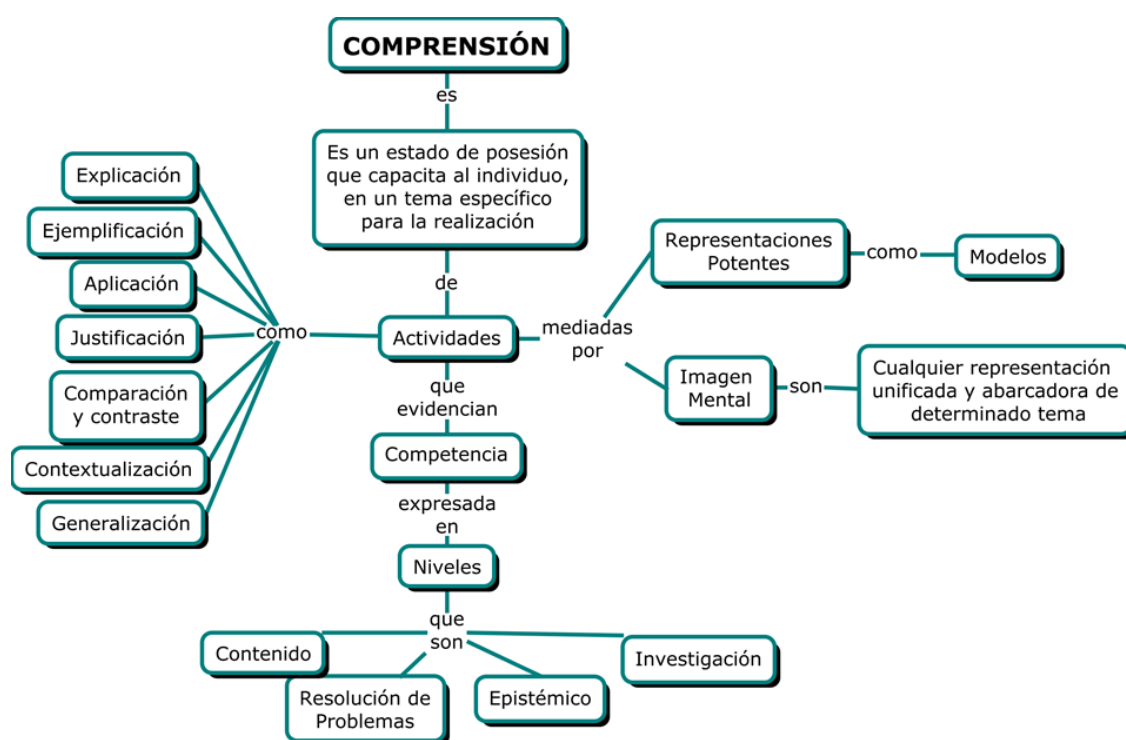 COMPRENSIÓN
es
Es un estado de posesión
que capacita al individuo,
en un tema específico
para la realización
de
Actividades
como
Explicación
Ejemplificación
Aplicación
Justificación
Comparación
y contraste
Contextualización
Generalización
mediadas
por
Representaciones
Potentes
como
Modelos
Imagen
Mental
son
Cualquier representación
unificada y abarcadora de
determinado tema
que
evidencian
Competencia
expresada
en
Niveles
que
son
Contenido
Resolución de
Problemas
Epistémico
Investigación